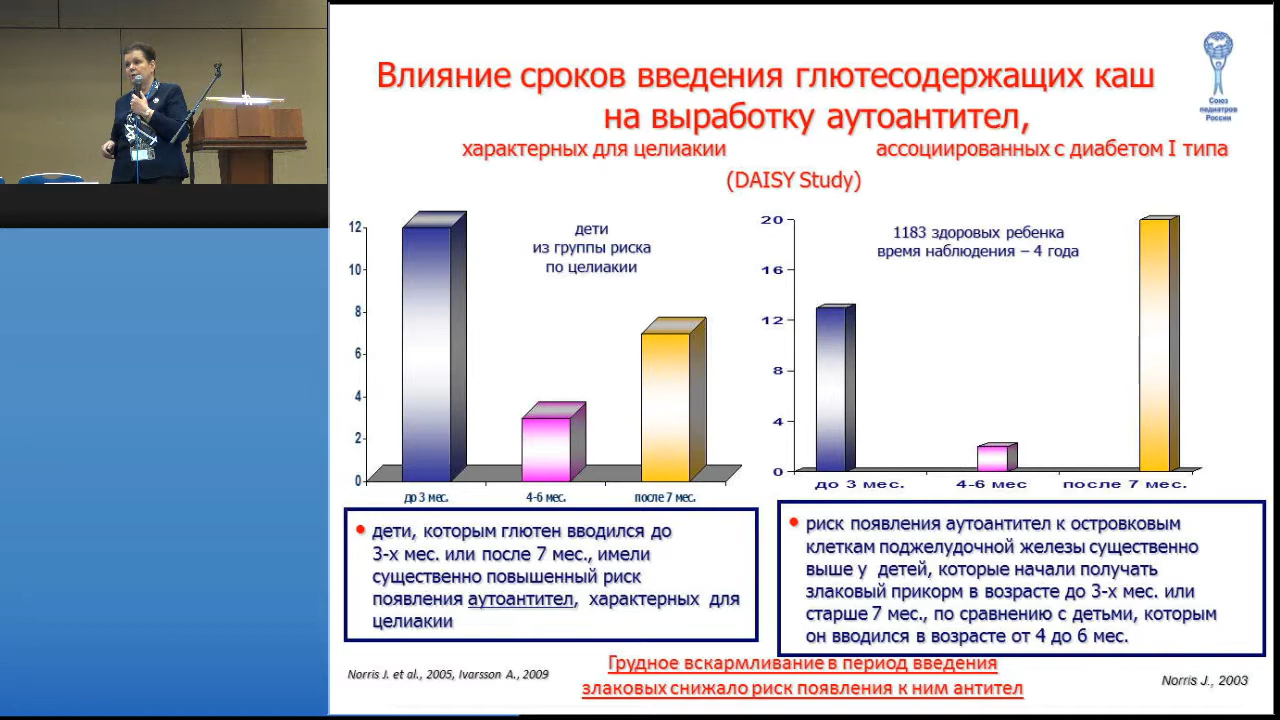 Влияние сроков введения глютесодержащих каш
на выработку аутоантител,
характерных для целиакии
ассоциированных с диабетом I типа
(DAISY Study)
Союз
педиатров
России
дети
из группы риска
по целиакии
12
10
8
6
4
2
0
до 3 мес.
4-6 мес.
после 7 мес.
1183 здоровых ребенка
время наблюдения – 4 года
20
16
12
8
4
0
до 3 мес.
4-6 мес
после 7 мес.
• дети, которым глютен вводился до
3-х мес. или после 7 мес., имели
существенно повышенный риск
появления аутоантител, характерных для
целиакии
• риск появления аутоантител к островковым
клеткам поджелудочной железы существенно
выше у детей, которые начали получать
злаковый прикорм в возрасте до 3-х мес. или
старше 7 мес., по сравнению с детьми, которым
он вводился в возрасте от 4 до 6 мес.
Грудное вскармливание в период введения
злаковых снижало риск появления к ним антител
Norris J. et al., 2005, Ivarsson A., 2009
Norris J., 2003